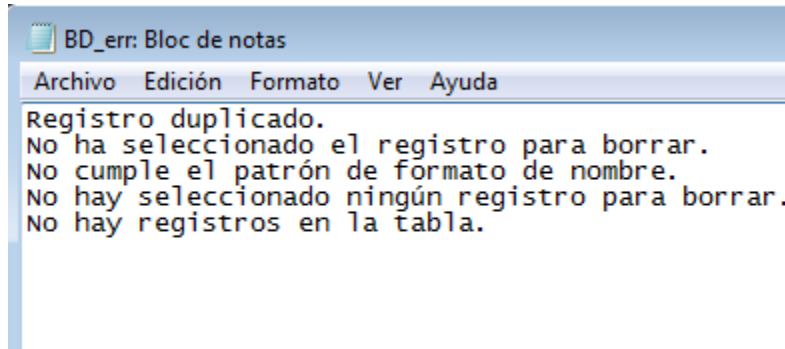 BD_err: Bloc de notas
Archivo Edición Formato Ver Ayuda
Registro duplicado.
No ha seleccionado el registro para borrar.
No cumple el patrón de formato de nombre.
No hay seleccionado ningún registro para borrar.
No hay registros en la tabla.